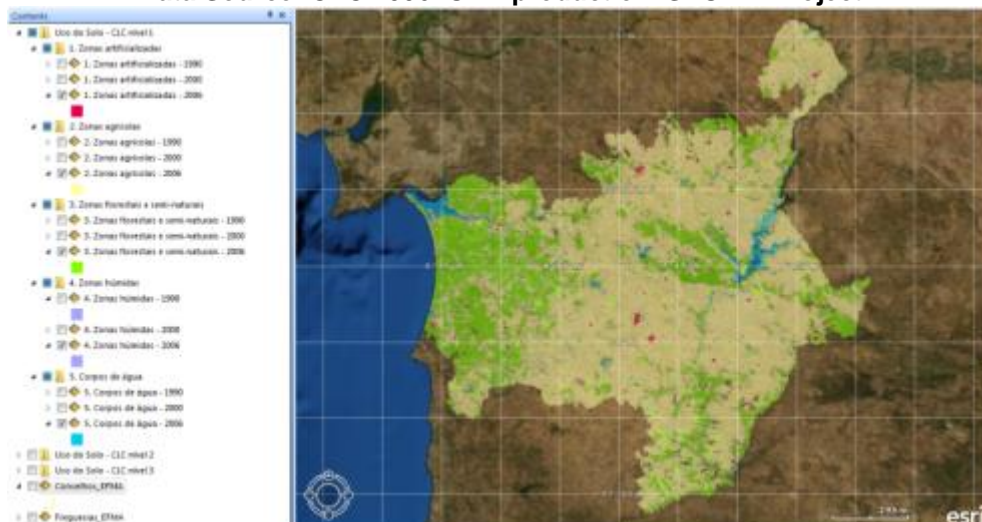 Contents
Uso do Solo - CLC nível 1
1. Zonas artificializadas
1. Zonas artificializadas - 1990
1. Zonas artificializadas - 2000
1. Zonas artificializadas - 2006
2. Zonas agrícolas
2. Zonas agrícolas - 1990
2. Zonas agrícolas - 2000
2. Zonas agrícolas - 2006
3. Zonas florestais e semi-naturais
3. Zonas florestais e semi-naturais - 1990
3. Zonas florestais e semi-naturais - 2000
3. Zonas florestais e semi-naturais - 2006
4. Zonas húmidas
4. Zonas húmidas - 1990
4. Zonas húmidas - 2000
4. Zonas húmidas - 2006
5. Corpos de água
5. Corpos de água - 1990
5. Corpos de água - 2000
5. Corpos de água - 2006
Uso do Solo - CLC nível 2
Uso do Solo - CLC nível 3
Concelhos_EFMA
Freguesias_EFMA
esri